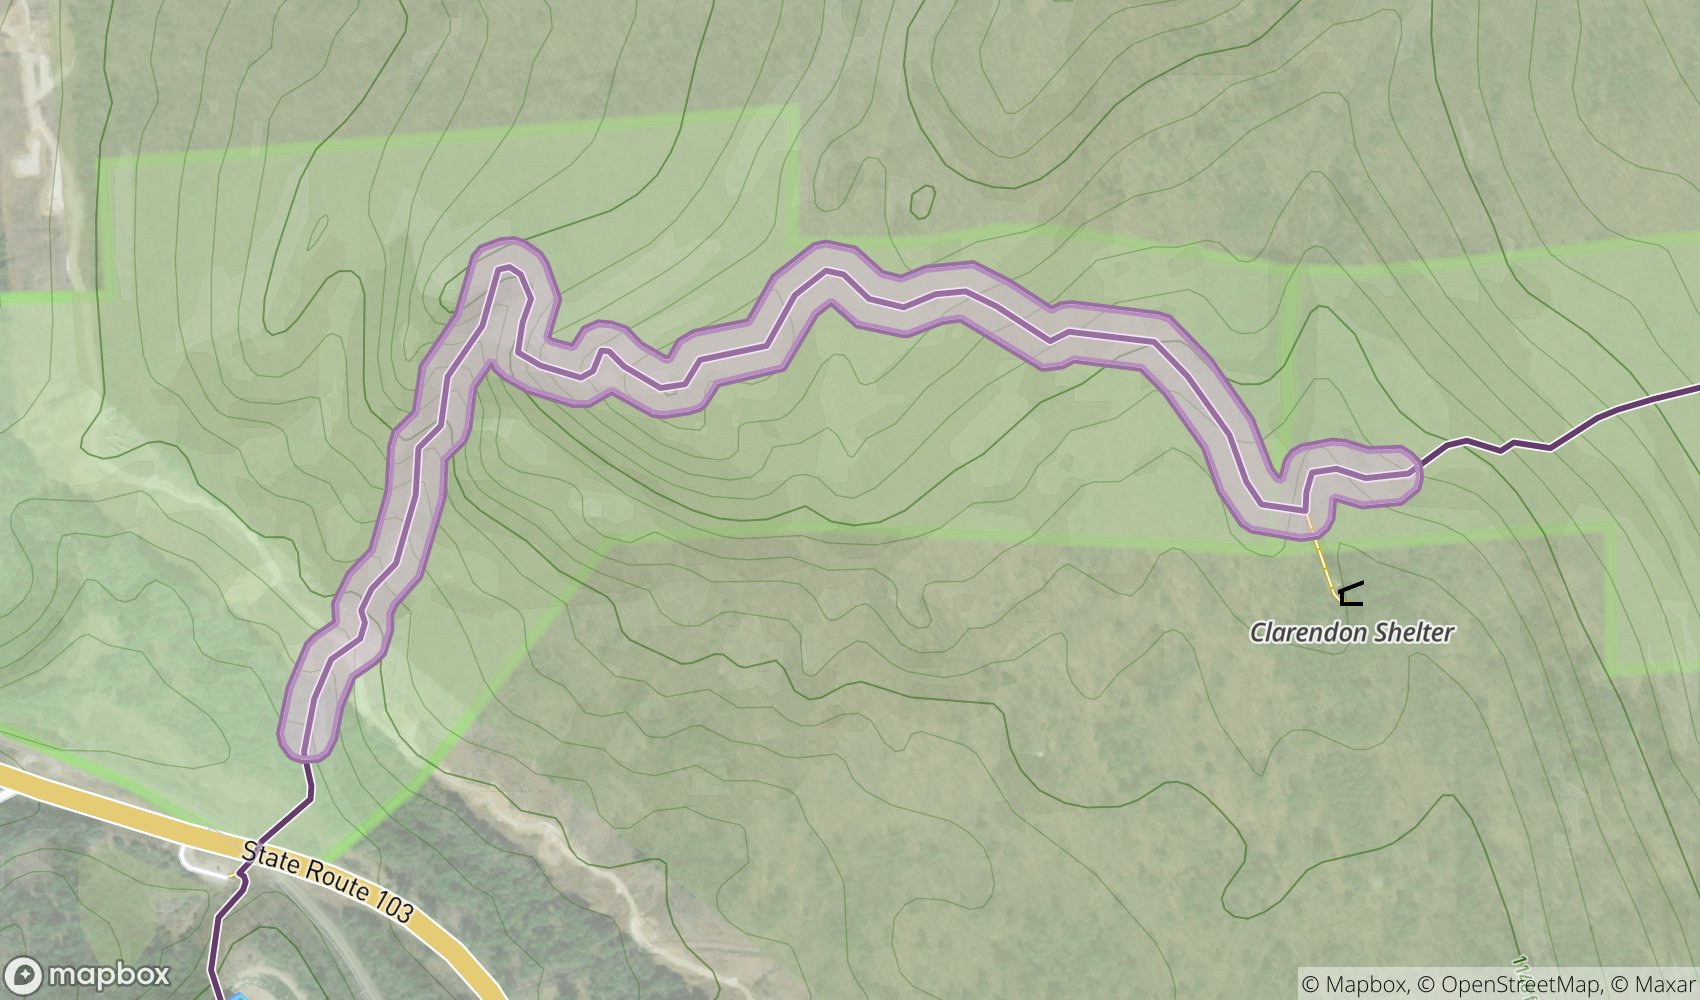 Clarendon Shelter
State Route 103
mapbox
© Mapbox, © OpenStreetMap, © Maxar